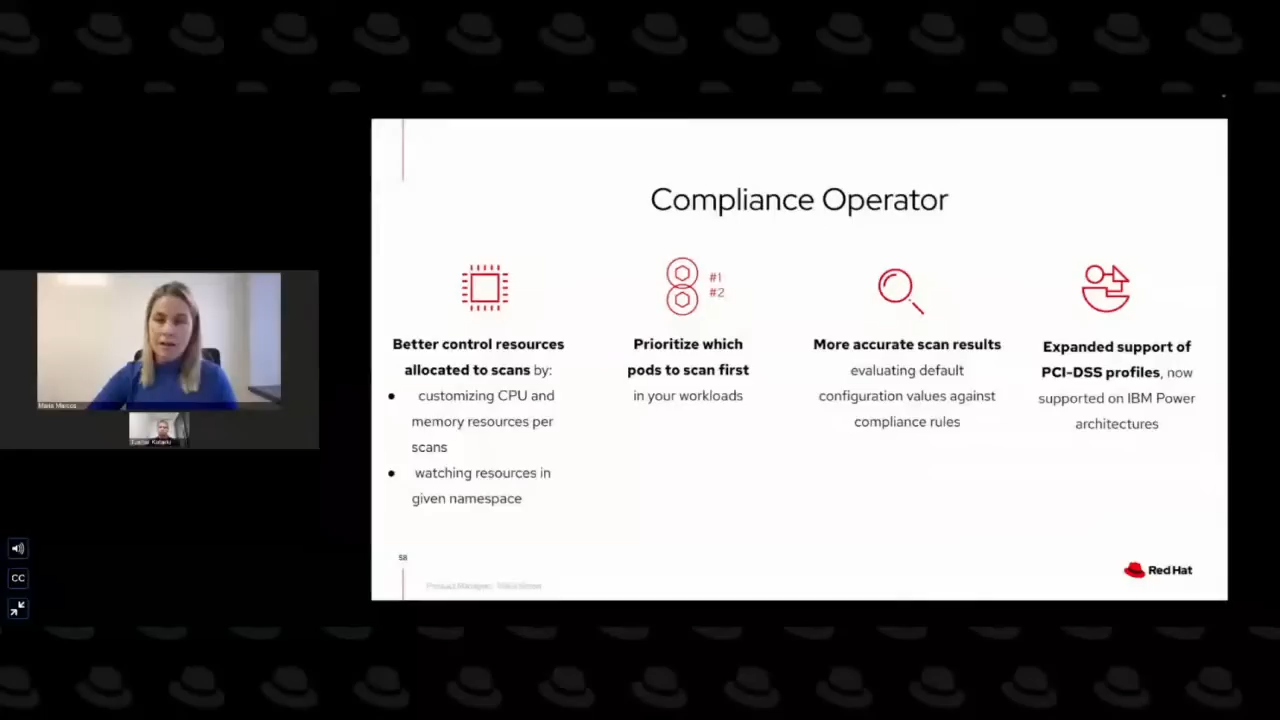 Compliance Operator
#1
#2
Better control resources
allocated to scans by:
customizing CPU and
memory resources per
scans
watching resources in
given namespace
Prioritize which
pods to scan first
in your workloads
More accurate scan results
evaluating default
configuration values against
compliance rules
Expanded support of
PCI-DSS profiles, now
supported on IBM Power
architectures
58
Red Hat
CC